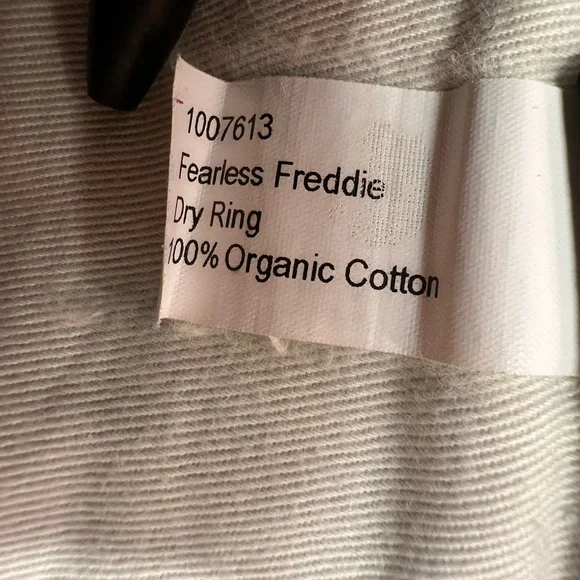 1007613
Fearless Freddie
Dry Ring
100% Organic Cotton